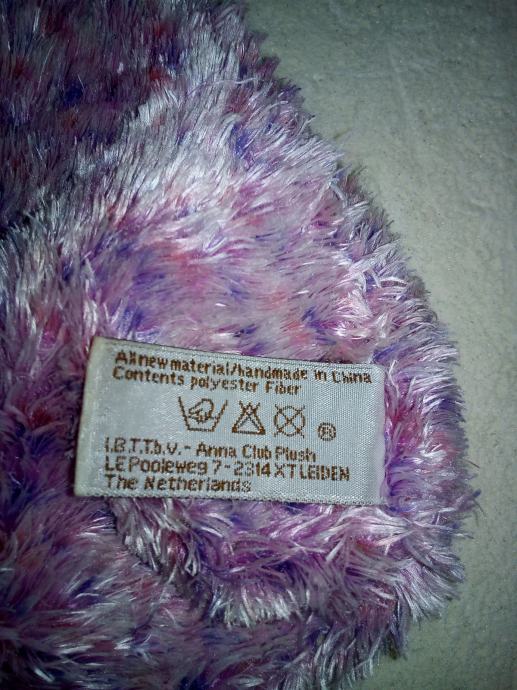 All new material/handmade in China
Contents polyester Fiber
®
I.B.T.T.b.V.- Anna Club Plush
LE Pooleweg 7 - 2314 XT LEIDEN
The Netherlands